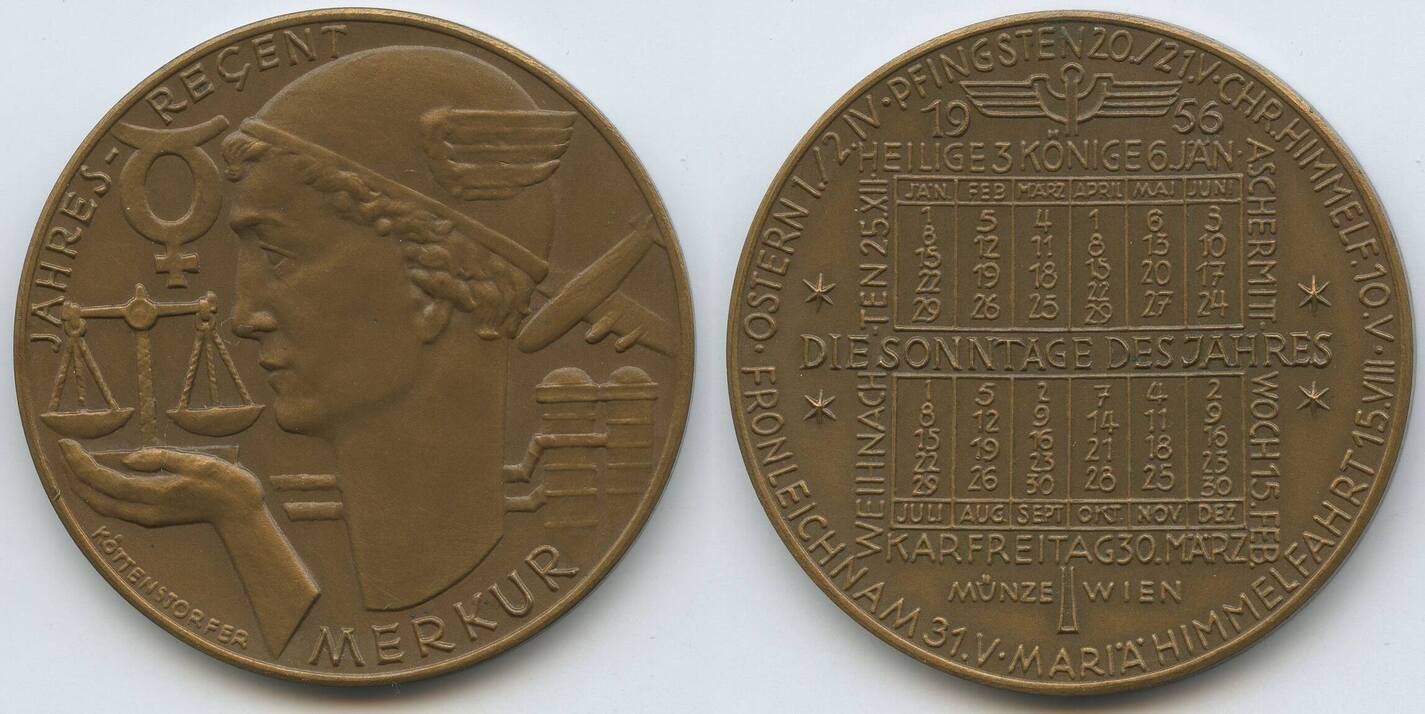 JAHRES-REGENT
MERKUR
KÖTTENSTORFER
OSTERN 1./2.IV · PFINGSTEN 20./21.V · CHR.HIMMELF.10.V ·
FRONLEICHNAM 31.V · MARIÄ HIMMELFAHRT 15.VIII ·
19 56
HEILIGE 3 KÖNIGE 6.JÄN·
WEIHNACHTEN 25.XII.
ASCHERMITTWOCH 15.FEB.
JAN FEB MÄRZ APRIL MAI JUNI
1 5 4 1 6 3
8 12 11 8 13 10
15 19 18 15 20 17
22 26 25 22 27 24
29 29
DIE SONNTAGE DES JAHRES
1 5 2 7 4 2
8 12 9 14 11 9
15 19 16 21 18 16
22 26 23 28 25 23
29 30 30
JULI AUG. SEPT OKT. NOV DEZ
KARFREITAG 30. MÄRZ
MÜNZE WIEN